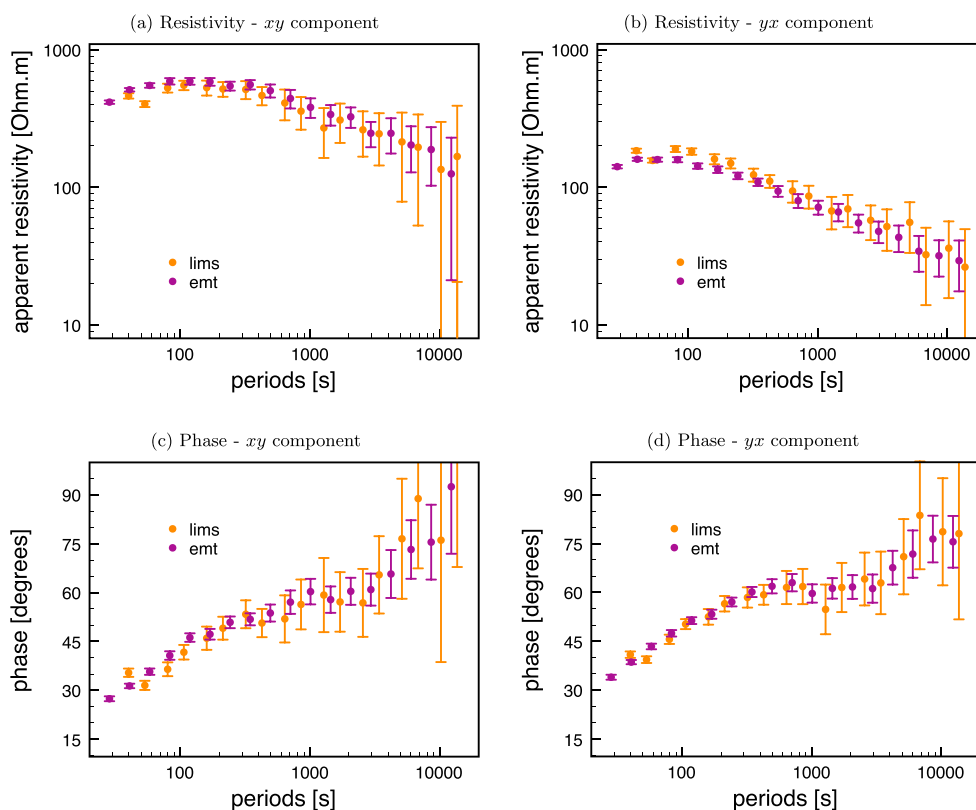 (a) Resistivity - xy component
1000
100
10
apparent resistivity [Ohm.m]
lims
emt
100 1000 10000
periods [s]
(b) Resistivity - yx component
1000
100
10
apparent resistivity [Ohm.m]
lims
emt
100 1000 10000
periods [s]
(c) Phase - xy component
90
75
60
45
30
15
phase [degrees]
lims
emt
100 1000 10000
periods [s]
(d) Phase - yx component
90
75
60
45
30
15
phase [degrees]
lims
emt
100 1000 10000
periods [s]